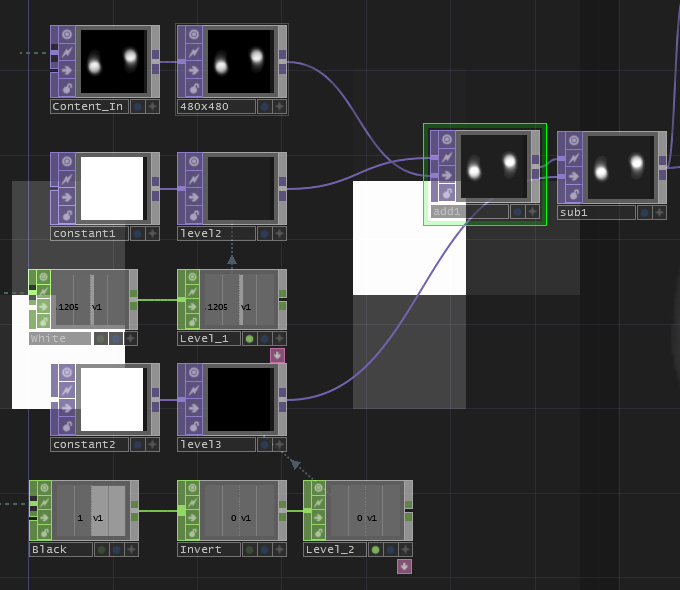 Content_In
480x480
add1
sub1
constant1
level2
.1205 v1
.1205 v1
White
Level_1
constant2
level3
1 v1
0 v1
0 v1
Black
Invert
Level_2